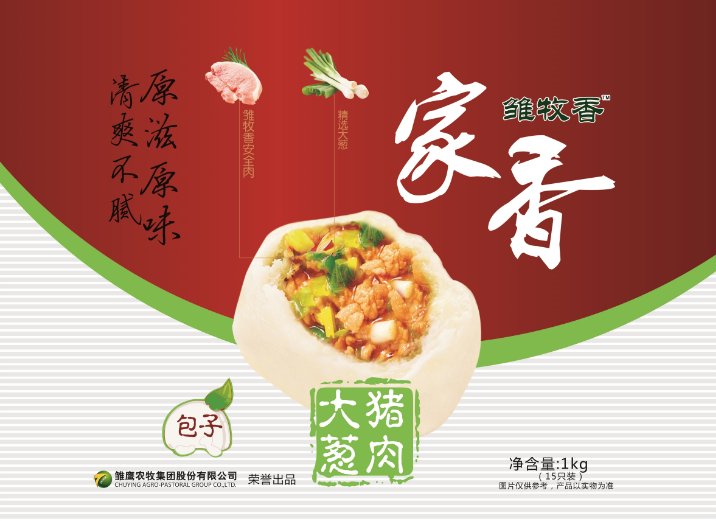 原滋原味
清爽不腻
雏牧香安全肉
精选大葱
雏牧香™
家香
猪肉
大葱
包子
雏鹰农牧集团股份有限公司
CHUYING AGRO-PASTORAL GROUP CO.,LTD.
荣誉出品
净含量:1kg
（15只装）
图片仅供参考，产品以实物为准